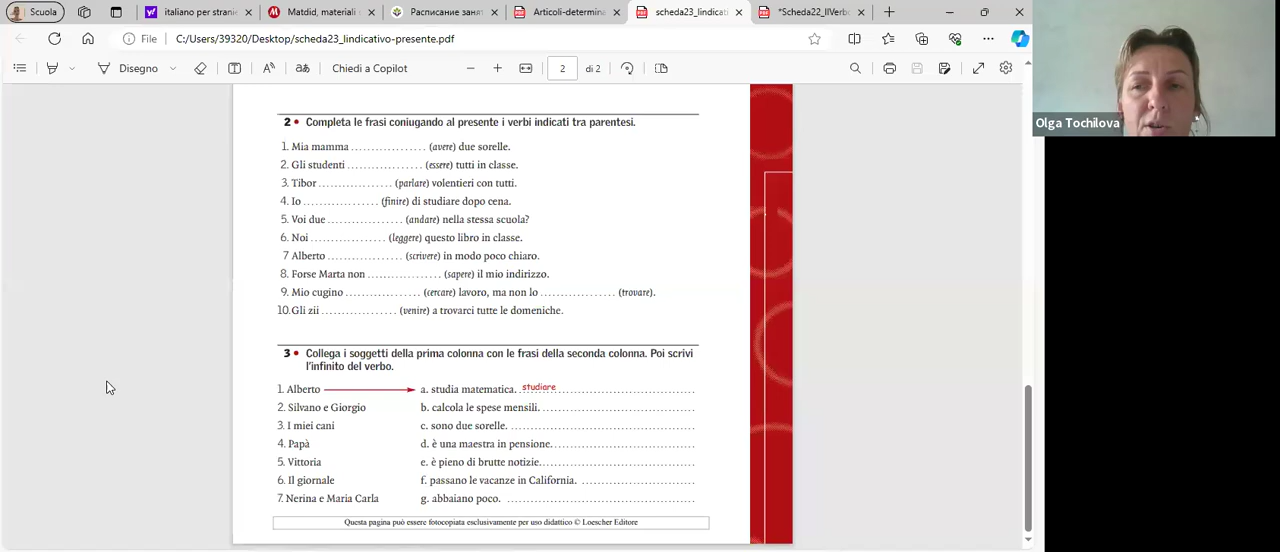 Scuola
italiano per stranie
Matdid, materiali
Расписание занят
Articoli-determina
scheda23_lindicati
*Scheda22_IlVerbo
File
C:/Users/39320/Desktop/scheda23_lindicativo-presente.pdf
Disegno
Chiedi a Copilot
2
di 2
Olga Tochilova
2 • Completa le frasi coniugando al presente i verbi indicati tra parentesi.
1. Mia mamma ................. (avere) due sorelle.
2. Gli studenti ................. (essere) tutti in classe.
3. Tibor ................. (parlare) volentieri con tutti.
4. Io ................. (finire) di studiare dopo cena.
5. Voi due ................. (andare) nella stessa scuola?
6. Noi ................. (leggere) questo libro in classe.
7 Alberto ................. (scrivere) in modo poco chiaro.
8. Forse Marta non ................. (sapere) il mio indirizzo.
9. Mio cugino ................. (cercare) lavoro, ma non lo ................. (trovare).
10. Gli zii ................. (venire) a trovarci tutte le domeniche.
3 • Collega i soggetti della prima colonna con le frasi della seconda colonna. Poi scrivi
l'infinito del verbo.
1. Alberto a. studia matematica. studiare
2. Silvano e Giorgio b. calcola le spese mensili.
3. I miei cani c. sono due sorelle.
4. Papà d. è una maestra in pensione.
5. Vittoria e. è pieno di brutte notizie.
6. Il giornale f. passano le vacanze in California.
7. Nerina e Maria Carla g. abbaiano poco.
Questa pagina può essere fotocopiata esclusivamente per uso didattico © Loescher Editore